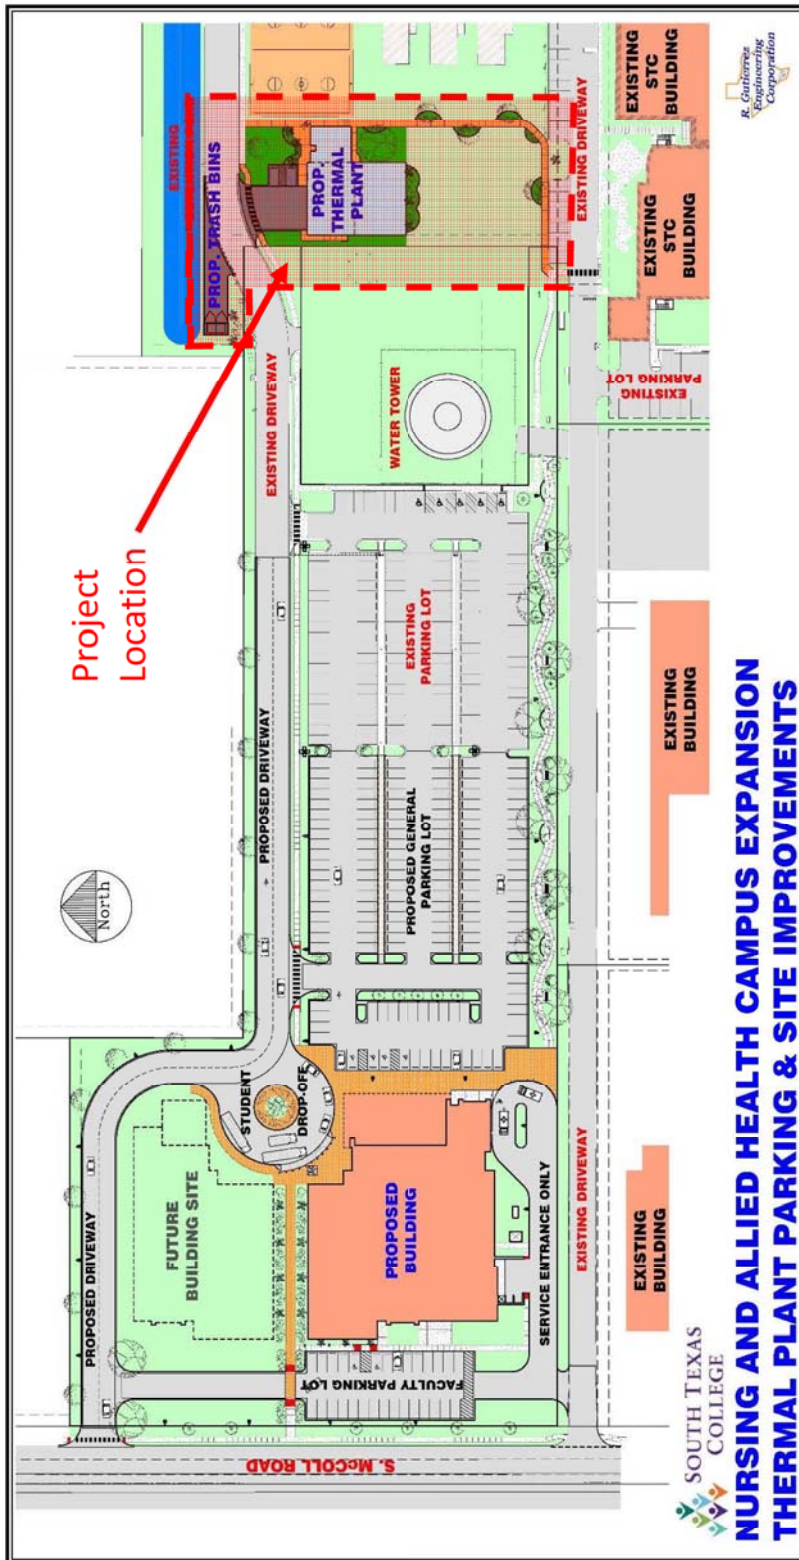 Project
Location
EXISTING
PROP. TRASH BINS
PROP.
THERMAL
PLANT
EXISTING DRIVEWAY
EXISTING
STC
BUILDING
EXISTING
STC
BUILDING
R. Gutierrez
Engineering
Corporation
EXISTING DRIVEWAY
WATER TOWER
EXISTING
PARKING LOT
North
PROPOSED DRIVEWAY
EXISTING
PARKING LOT
PROPOSED GENERAL
PARKING LOT
EXISTING
BUILDING
STUDENT
DROP-OFF
PROPOSED DRIVEWAY
FUTURE
BUILDING SITE
PROPOSED
BUILDING
SERVICE ENTRANCE ONLY
EXISTING DRIVEWAY
EXISTING
BUILDING
FACULTY PARKING LOT
S. McCOLL ROAD
SOUTH TEXAS
COLLEGE
NURSING AND ALLIED HEALTH CAMPUS EXPANSION
THERMAL PLANT PARKING & SITE IMPROVEMENTS